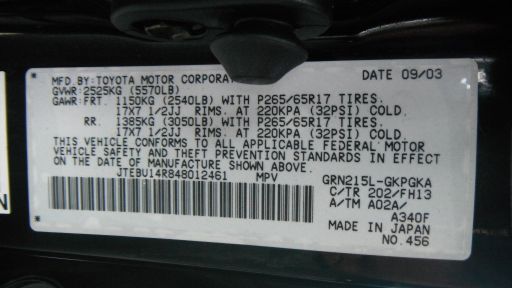 MFD. BY: TOYOTA MOTOR CORPORAT DATE 09/03
GVWR: 2525KG (5570LB)
GAWR: FRT. 1150KG (2540LB) WITH P265/65R17 TIRES.
17X7 1/2JJ RIMS. AT 220KPA (32PSI) COLD.
RR. 1385KG (3050LB) WITH P265/65R17 TIRES.
17X7 1/2JJ RIMS. AT 220KPA (32PSI) COLD.
THIS VEHICLE CONFORMS TO ALL APPLICABLE FEDERAL MOTOR
VEHICLE SAFETY AND THEFT PREVENTION STANDARDS IN EFFECT
ON THE DATE OF MANUFACTURE SHOWN ABOVE.
JTEBU14R848012461 MPV GRN215L-GKPGKA
C/TR 202/FH13
A/TM A02A/
A340F
MADE IN JAPAN
NO. 456